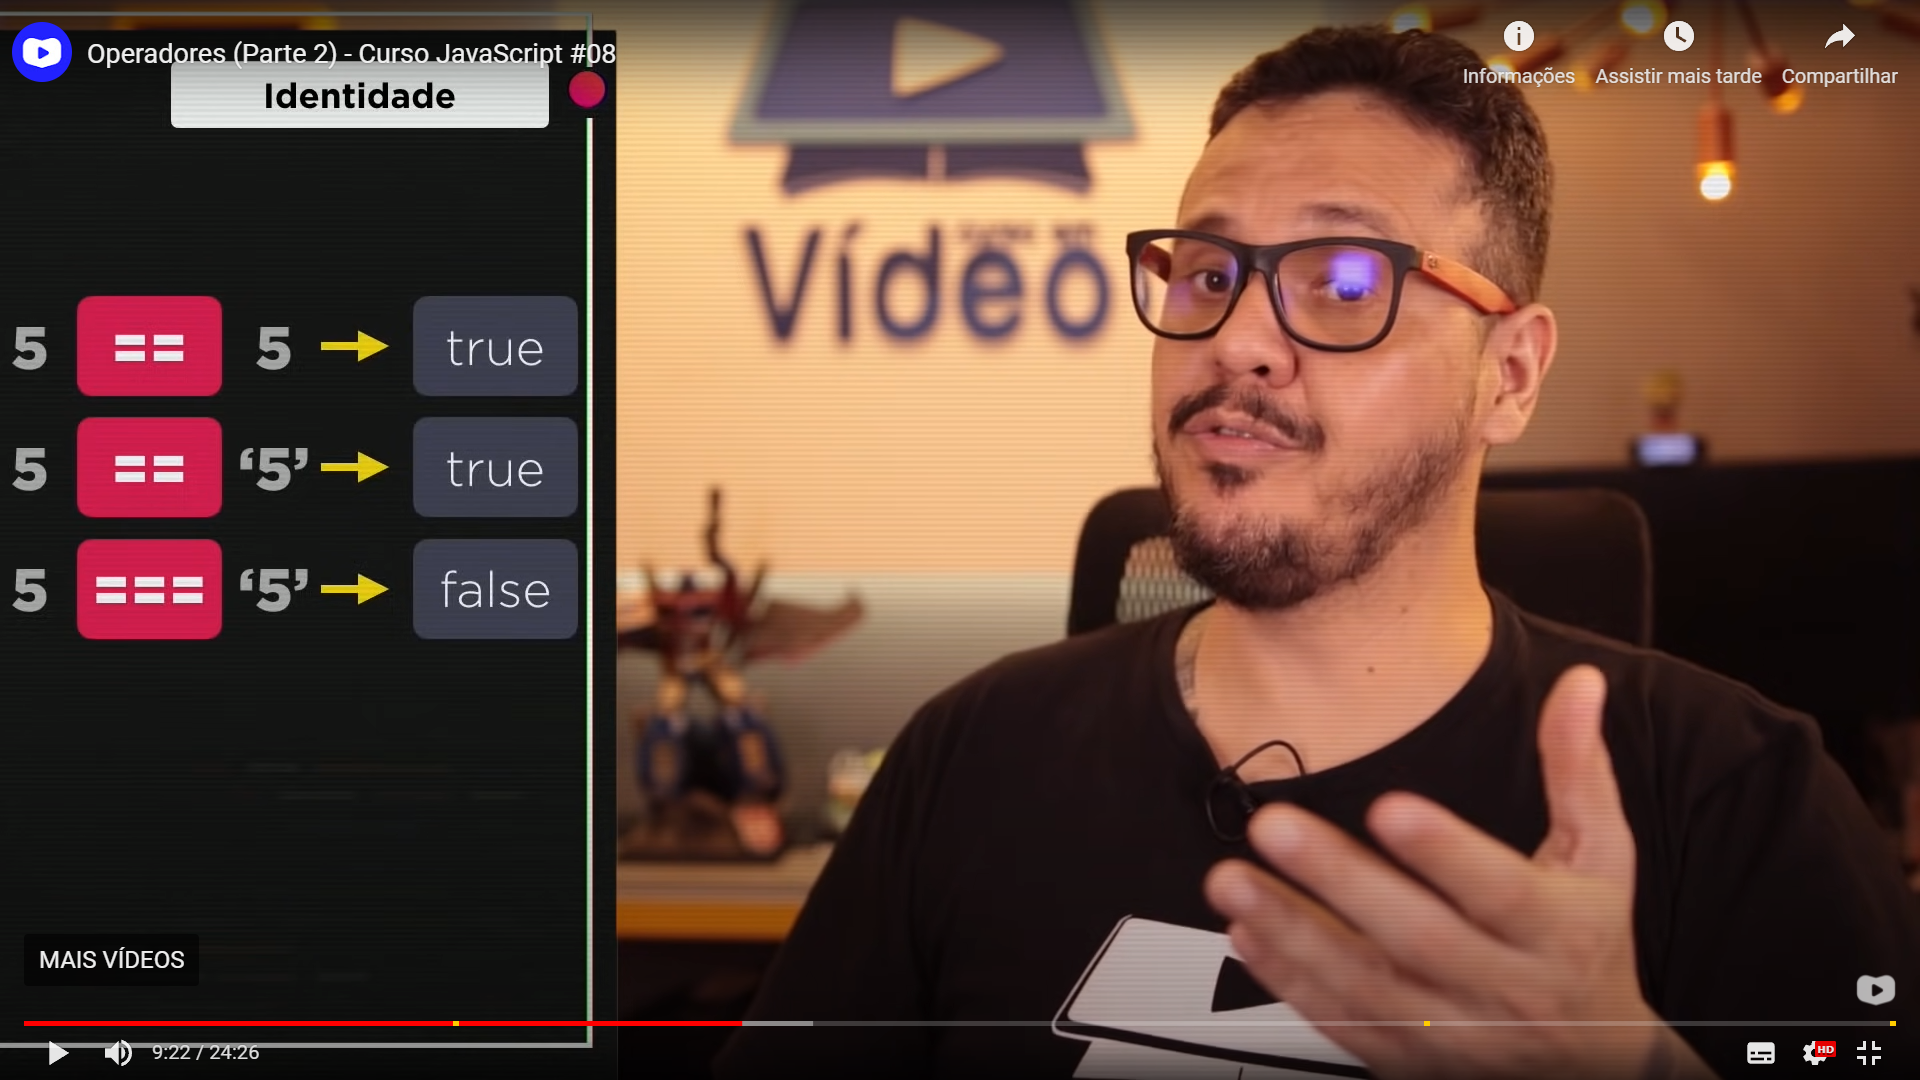 Operadores (Parte 2) - Curso JavaScript #08
Informações
Assistir mais tarde
Compartilhar
Identidade
Vídeo
5 == 5 true
5 == ‘5’ true
5 === ‘5’ false
MAIS VÍDEOS
9:22 / 24:26
HD